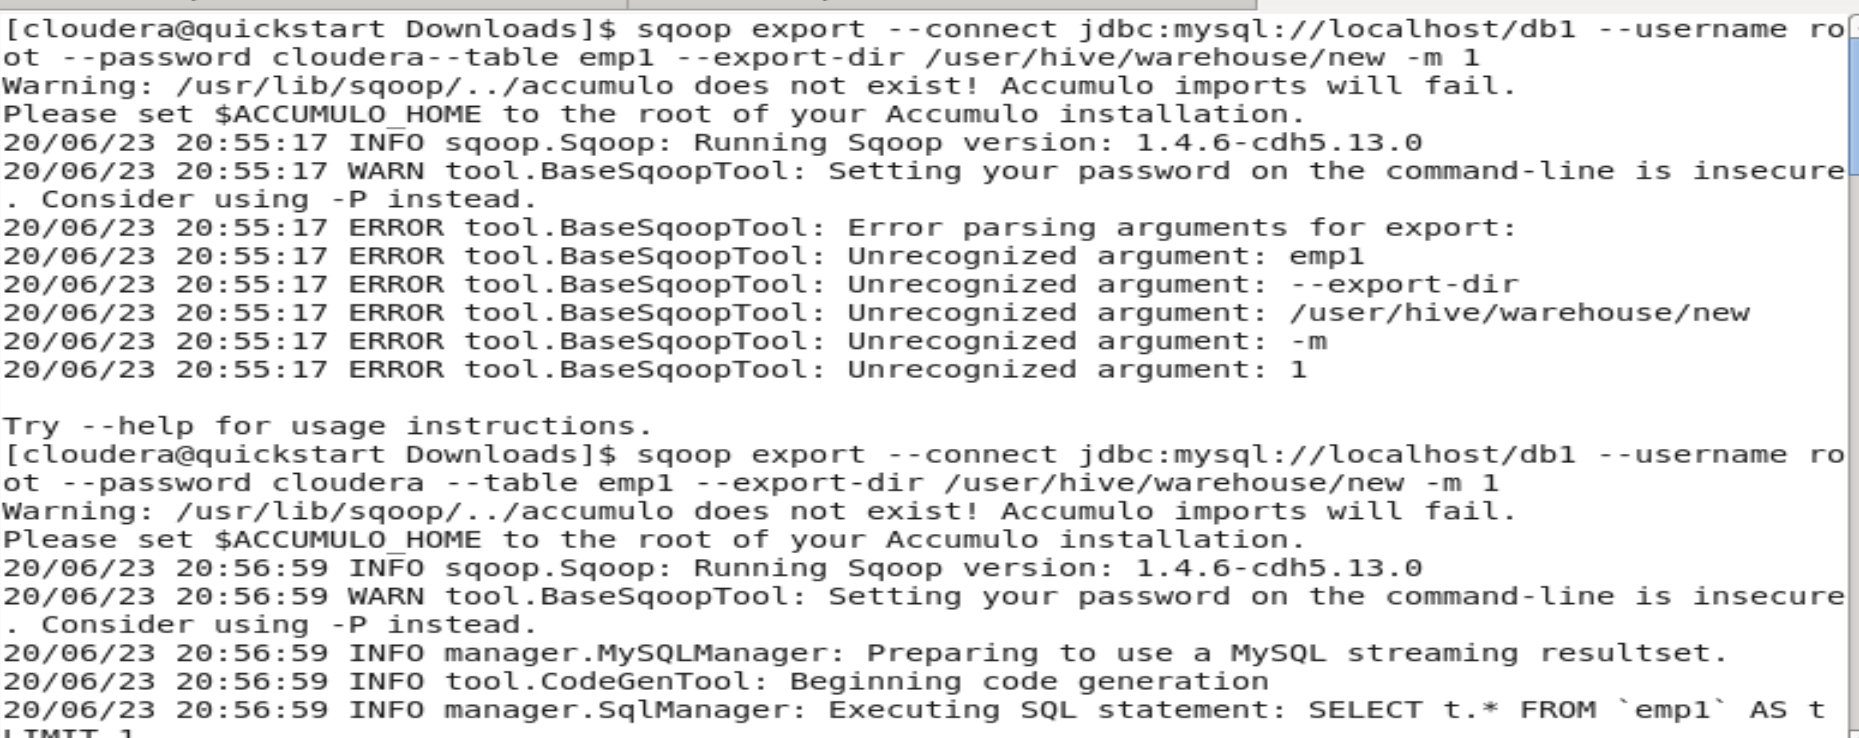 [cloudera@quickstart Downloads]$ sqoop export --connect jdbc:mysql://localhost/db1 --username ro
ot --password cloudera--table emp1 --export-dir /user/hive/warehouse/new -m 1
Warning: /usr/lib/sqoop/../accumulo does not exist! Accumulo imports will fail.
Please set $ACCUMULO_HOME to the root of your Accumulo installation.
20/06/23 20:55:17 INFO sqoop.Sqoop: Running Sqoop version: 1.4.6-cdh5.13.0
20/06/23 20:55:17 WARN tool.BaseSqoopTool: Setting your password on the command-line is insecure
. Consider using -P instead.
20/06/23 20:55:17 ERROR tool.BaseSqoopTool: Error parsing arguments for export:
20/06/23 20:55:17 ERROR tool.BaseSqoopTool: Unrecognized argument: emp1
20/06/23 20:55:17 ERROR tool.BaseSqoopTool: Unrecognized argument: --export-dir
20/06/23 20:55:17 ERROR tool.BaseSqoopTool: Unrecognized argument: /user/hive/warehouse/new
20/06/23 20:55:17 ERROR tool.BaseSqoopTool: Unrecognized argument: -m
20/06/23 20:55:17 ERROR tool.BaseSqoopTool: Unrecognized argument: 1
Try --help for usage instructions.
[cloudera@quickstart Downloads]$ sqoop export --connect jdbc:mysql://localhost/db1 --username ro
ot --password cloudera --table emp1 --export-dir /user/hive/warehouse/new -m 1
Warning: /usr/lib/sqoop/../accumulo does not exist! Accumulo imports will fail.
Please set $ACCUMULO_HOME to the root of your Accumulo installation.
20/06/23 20:56:59 INFO sqoop.Sqoop: Running Sqoop version: 1.4.6-cdh5.13.0
20/06/23 20:56:59 WARN tool.BaseSqoopTool: Setting your password on the command-line is insecure
. Consider using -P instead.
20/06/23 20:56:59 INFO manager.MySQLManager: Preparing to use a MySQL streaming resultset.
20/06/23 20:56:59 INFO tool.CodeGenTool: Beginning code generation
20/06/23 20:56:59 INFO manager.SqlManager: Executing SQL statement: SELECT t.* FROM `emp1` AS t
LIMIT 1